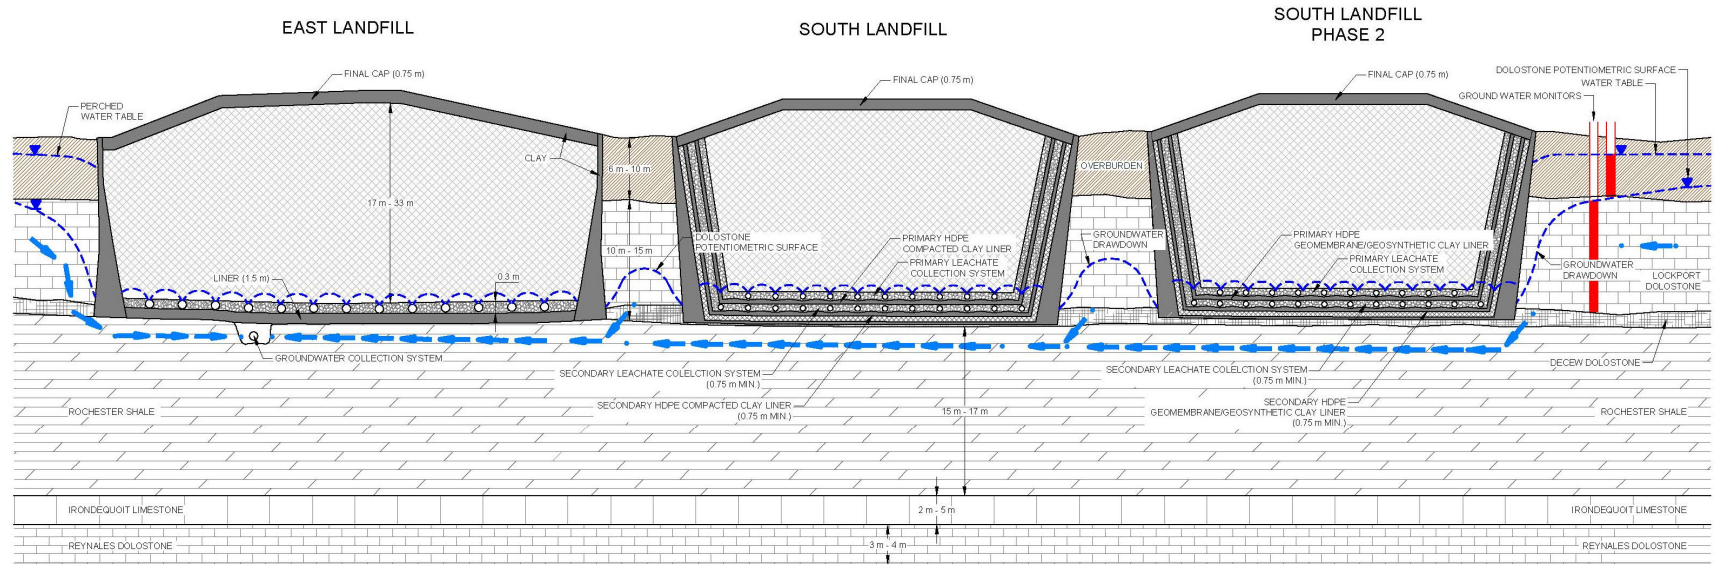 EAST LANDFILL
SOUTH LANDFILL
SOUTH LANDFILL
PHASE 2
FINAL CAP (0.75 m)
FINAL CAP (0.75 m)
FINAL CAP (0.75 m)
DOLOSTONE POTENTIOMETRIC SURFACE
WATER TABLE
GROUND WATER MONITORS
PERCHED
WATER TABLE
CLAY
6 m - 10 m
OVERBURDEN
17 m - 33 m
10 m - 15 m
DOLOSTONE
POTENTIOMETRIC SURFACE
PRIMARY HDPE
COMPACTED CLAY LINER
PRIMARY LEACHATE
COLLECTION SYSTEM
GROUNDWATER
DRAWDOWN
PRIMARY HDPE
GEOMEMBRANE/GEOSYNTHETIC CLAY LINER
PRIMARY LEACHATE
COLLECTION SYSTEM
GROUNDWATER
DRAWDOWN
LOCKPORT
DOLOSTONE
LINER (1.5 m)
0.3 m
GROUNDWATER COLLECTION SYSTEM
SECONDARY LEACHATE COLELCTION SYSTEM
(0.75 m MIN.)
SECONDARY LEACHATE COLELCTION SYSTEM
(0.75 m MIN.)
DECEW DOLOSTONE
SECONDARY HDPE COMPACTED CLAY LINER
(0.75 m MIN.)
SECONDARY HDPE
GEOMEMBRANE/GEOSYNTHETIC CLAY LINER
(0.75 m MIN.)
ROCHESTER SHALE
15 m - 17 m
ROCHESTER SHALE
IRONDEQUOIT LIMESTONE
2 m - 5 m
IRONDEQUOIT LIMESTONE
REYNALES DOLOSTONE
3 m - 4 m
REYNALES DOLOSTONE